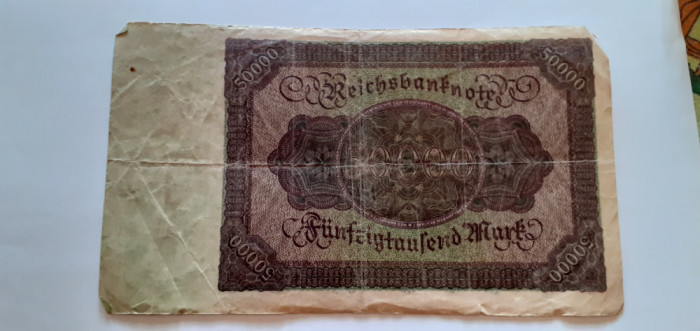 50000 50000
Reichsbanknote
50000
Fünfzigtausend Mark
50000 50000